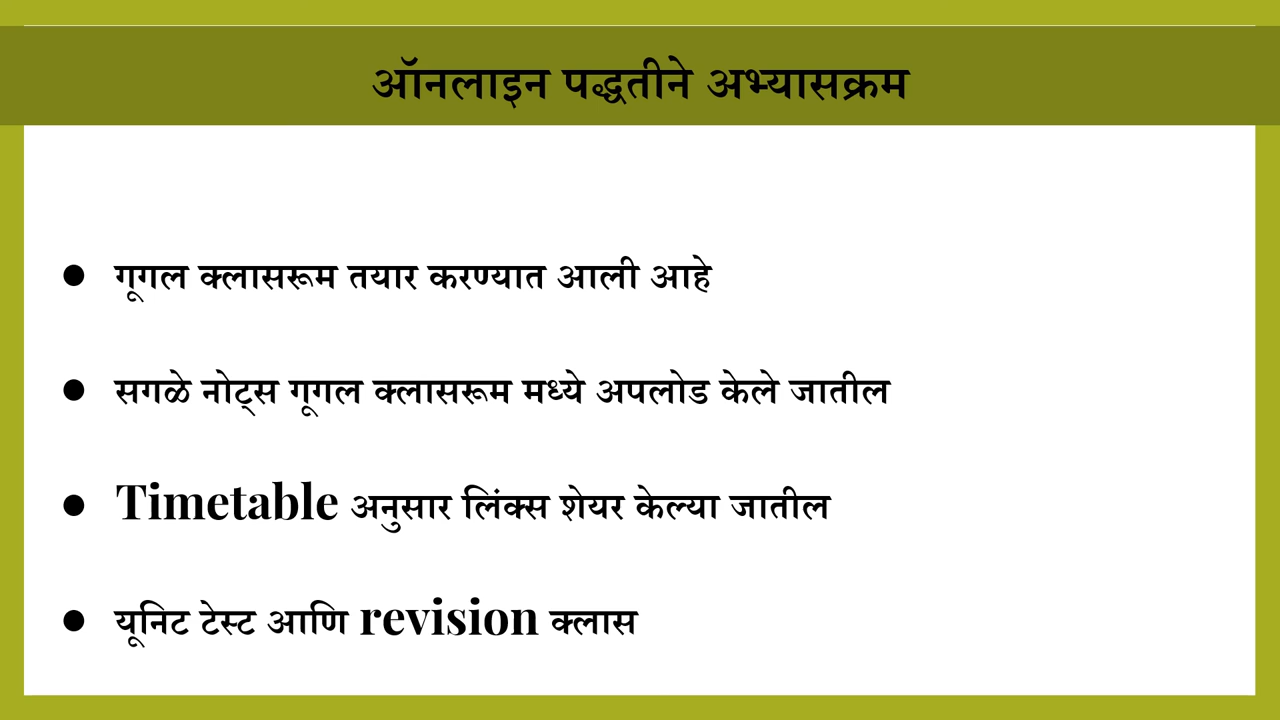 ऑनलाइन पद्धतीने अभ्यासक्रम
● गूगल क्लासरूम तयार करण्यात आली आहे
● सगळे नोट्स गूगल क्लासरूम मध्ये अपलोड केले जातील
● Timetable अनुसार लिंक्स शेयर केल्या जातील
● यूनिट टेस्ट आणि revision क्लास